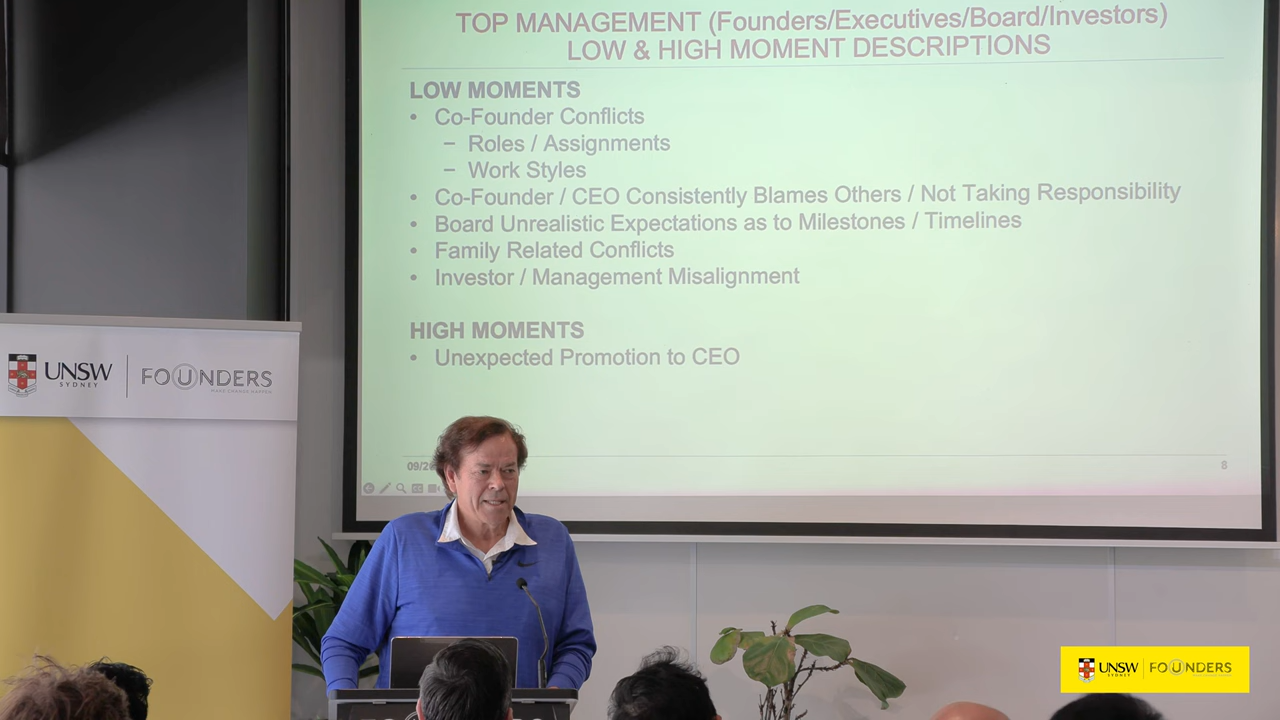 TOP MANAGEMENT (Founders/Executives/Board/Investors)
LOW & HIGH MOMENT DESCRIPTIONS
LOW MOMENTS
• Co-Founder Conflicts
– Roles / Assignments
– Work Styles
• Co-Founder / CEO Consistently Blames Others / Not Taking Responsibility
• Board Unrealistic Expectations as to Milestones / Timelines
• Family Related Conflicts
• Investor / Management Misalignment
HIGH MOMENTS
• Unexpected Promotion to CEO
8
UNSW
SYDNEY
FOUNDERS
UNSW
SYDNEY
FOUNDERS